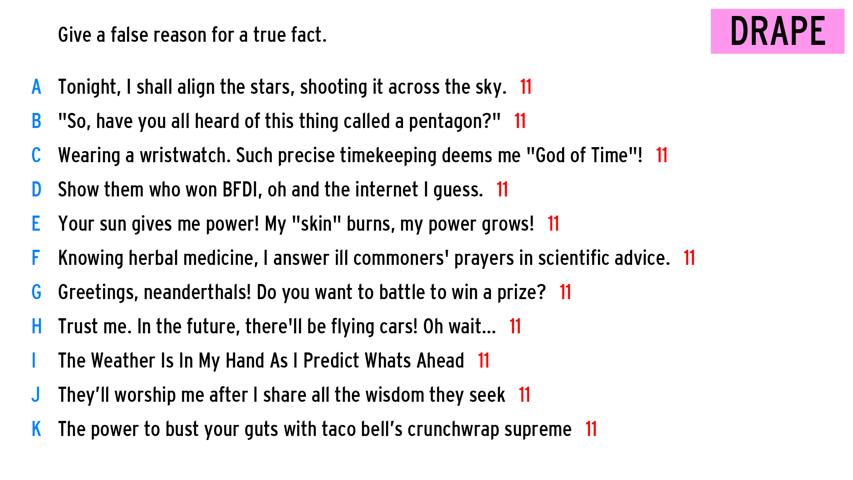 Give a false reason for a true fact.
DRAPE
A Tonight, I shall align the stars, shooting it across the sky. 11
B "So, have you all heard of this thing called a pentagon?" 11
C Wearing a wristwatch. Such precise timekeeping deems me "God of Time"! 11
D Show them who won BFDI, oh and the internet I guess. 11
E Your sun gives me power! My "skin" burns, my power grows! 11
F Knowing herbal medicine, I answer ill commoners' prayers in scientific advice. 11
G Greetings, neanderthals! Do you want to battle to win a prize? 11
H Trust me. In the future, there'll be flying cars! Oh wait... 11
I The Weather Is In My Hand As I Predict Whats Ahead 11
J They’ll worship me after I share all the wisdom they seek 11
K The power to bust your guts with taco bell’s crunchwrap supreme 11